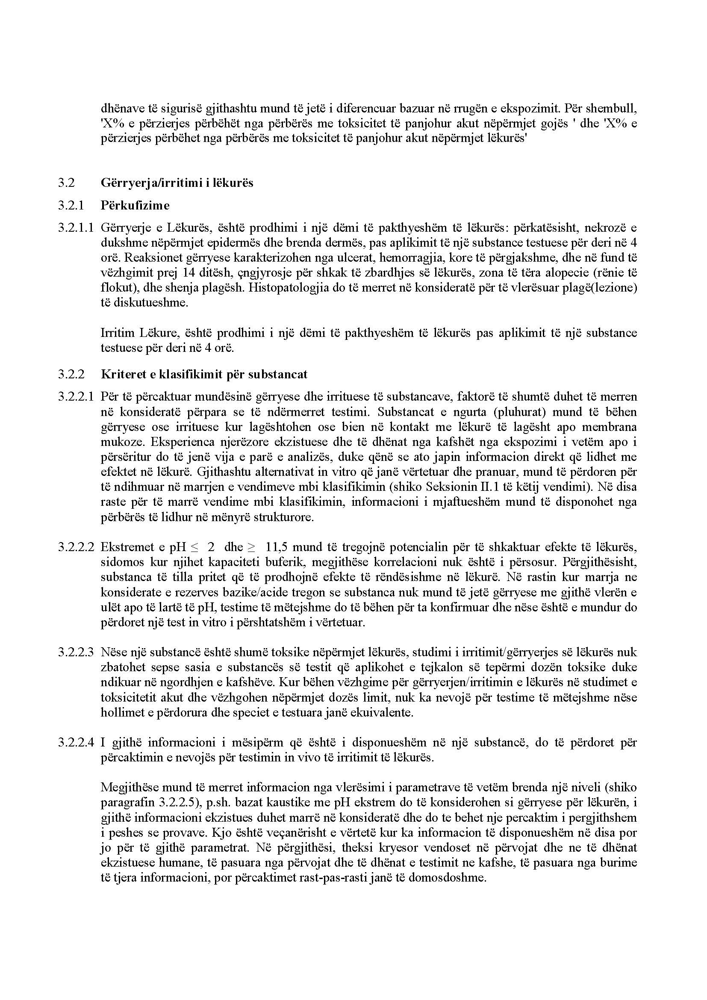 dhënave të sigurisë gjithashtu mund të jetë i diferencuar bazuar në rrugën e ekspozimit. Për shembull,
'X% e përzierjes përbëhët nga përbërës me toksicitet të panjohur akut nëpërmjet gojës ' dhe 'X% e
përzierjes përbëhet nga përbërës me toksicitet të panjohur akut nëpërmjet lëkurës'
3.2 Gërryerja/irritimi i lëkurës
3.2.1 Përkufizime
3.2.1.1 Gërryerje e Lëkurës, është prodhimi i një dëmi të pakthyeshëm të lëkurës: përkatësisht, nekrozë e
dukshme nëpërmjet epidermës dhe brenda dermës, pas aplikimit të një substance testuese për deri në 4
orë. Reaksionet gërryese karakterizohen nga ulcerat, hemorragjia, kore të përgjakshme, dhe në fund të
vëzhgimit prej 14 ditësh, çngjyrosje për shkak të zbardhjes së lëkurës, zona të tëra alopecie (rënie të
flokut), dhe shenja plagësh. Histopatologjia do të merret në konsideratë për të vlerësuar plagë(lezione)
të diskutueshme.
Irritim Lëkure, është prodhimi i një dëmi të pakthyeshëm të lëkurës pas aplikimit të një substance
testuese për deri në 4 orë.
3.2.2 Kriteret e klasifikimit për substancat
3.2.2.1 Për të përcaktuar mundësinë gërryese dhe irrituese të substancave, faktorë të shumtë duhet të merren
në konsideratë përpara se të ndërmerret testimi. Substancat e ngurta (pluhurat) mund të bëhen
gërryese ose irrituese kur lagështohen ose bien në kontakt me lëkurë të lagësht apo membrana
mukoze. Eksperienca njerëzore ekzistuese dhe të dhënat nga kafshët nga ekspozimi i vetëm apo i
përsëritur do të jenë vija e parë e analizës, duke qënë se ato japin informacion direkt që lidhet me
efektet në lëkurë. Gjithashtu alternativat in vitro që janë vërtetuar dhe pranuar, mund të përdoren për
të ndihmuar në marrjen e vendimeve mbi klasifikimin (shiko Seksionin II.1 të këtij vendimi). Në disa
raste për të marrë vendime mbi klasifikimin, informacioni i mjaftueshëm mund të disponohet nga
përbërës të lidhur në mënyrë strukturore.
3.2.2.2 Ekstremet e pH ≤ 2 dhe ≥ 11,5 mund të tregojnë potencialin për të shkaktuar efekte të lëkurës,
sidomos kur njihet kapaciteti buferik, megjithëse korrelacioni nuk është i përsosur. Përgjithësisht,
substanca të tilla pritet që të prodhojnë efekte të rëndësishme në lëkurë. Në rastin kur marrja ne
konsiderate e rezerves bazike/acide tregon se substanca nuk mund të jetë gërryese me gjithë vlerën e
ulët apo të lartë të pH, testime të mëtejshme do të bëhen për ta konfirmuar dhe nëse është e mundur do
përdoret një test in vitro i përshtatshëm i vërtetuar.
3.2.2.3 Nëse një substancë është shumë toksike nëpërmjet lëkurës, studimi i irritimit/gërryerjes së lëkurës nuk
zbatohet sepse sasia e substancës së testit që aplikohet e tejkalon së tepërmi dozën toksike duke
ndikuar në ngordhjen e kafshëve. Kur bëhen vëzhgime për gërryerjen/irritimin e lëkurës në studimet e
toksicitetit akut dhe vëzhgohen nëpërmjet dozës limit, nuk ka nevojë për testime të mëtejshme nëse
hollimet e përdorura dhe speciet e testuara janë ekuivalente.
3.2.2.4 I gjithë informacioni i mësipërm që është i disponueshëm në një substancë, do të përdoret për
përcaktimin e nevojës për testimin in vivo të irritimit të lëkurës.
Megjithëse mund të merret informacion nga vlerësimi i parametrave të vetëm brenda një niveli (shiko
paragrafin 3.2.2.5), p.sh. bazat kaustike me pH ekstrem do të konsiderohen si gërryese për lëkurën, i
gjithë informacioni ekzistues duhet marrë në konsideratë dhe do te behet nje percaktim i pergjithshem
i peshes se provave. Kjo është veçanërisht e vërtetë kur ka informacion të disponueshëm në disa por
jo për të gjithë parametrat. Në përgjithësi, theksi kryesor vendoset në përvojat dhe ne të dhënat
ekzistuese humane, të pasuara nga përvojat dhe të dhënat e testimit ne kafshe, të pasuara nga burime
të tjera informacioni, por përcaktimet rast-pas-rasti janë të domosdoshme.